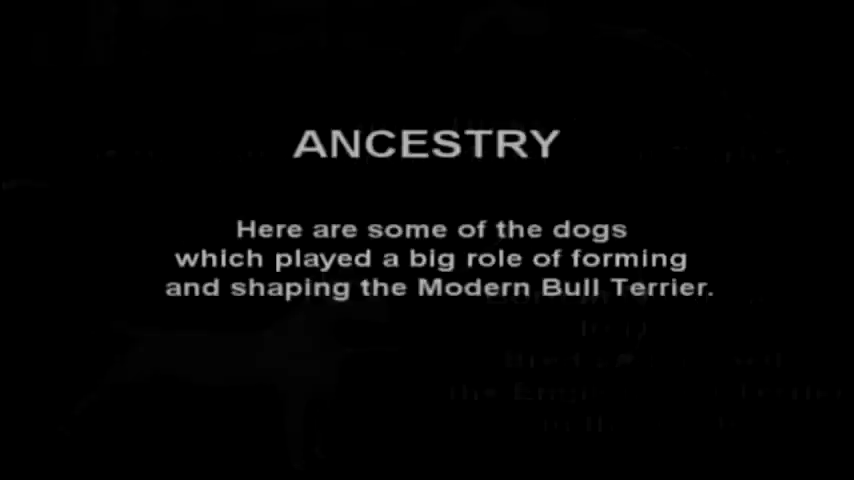 ANCESTRY
Here are some of the dogs
which played a big role of forming
and shaping the Modern Bull Terrier.